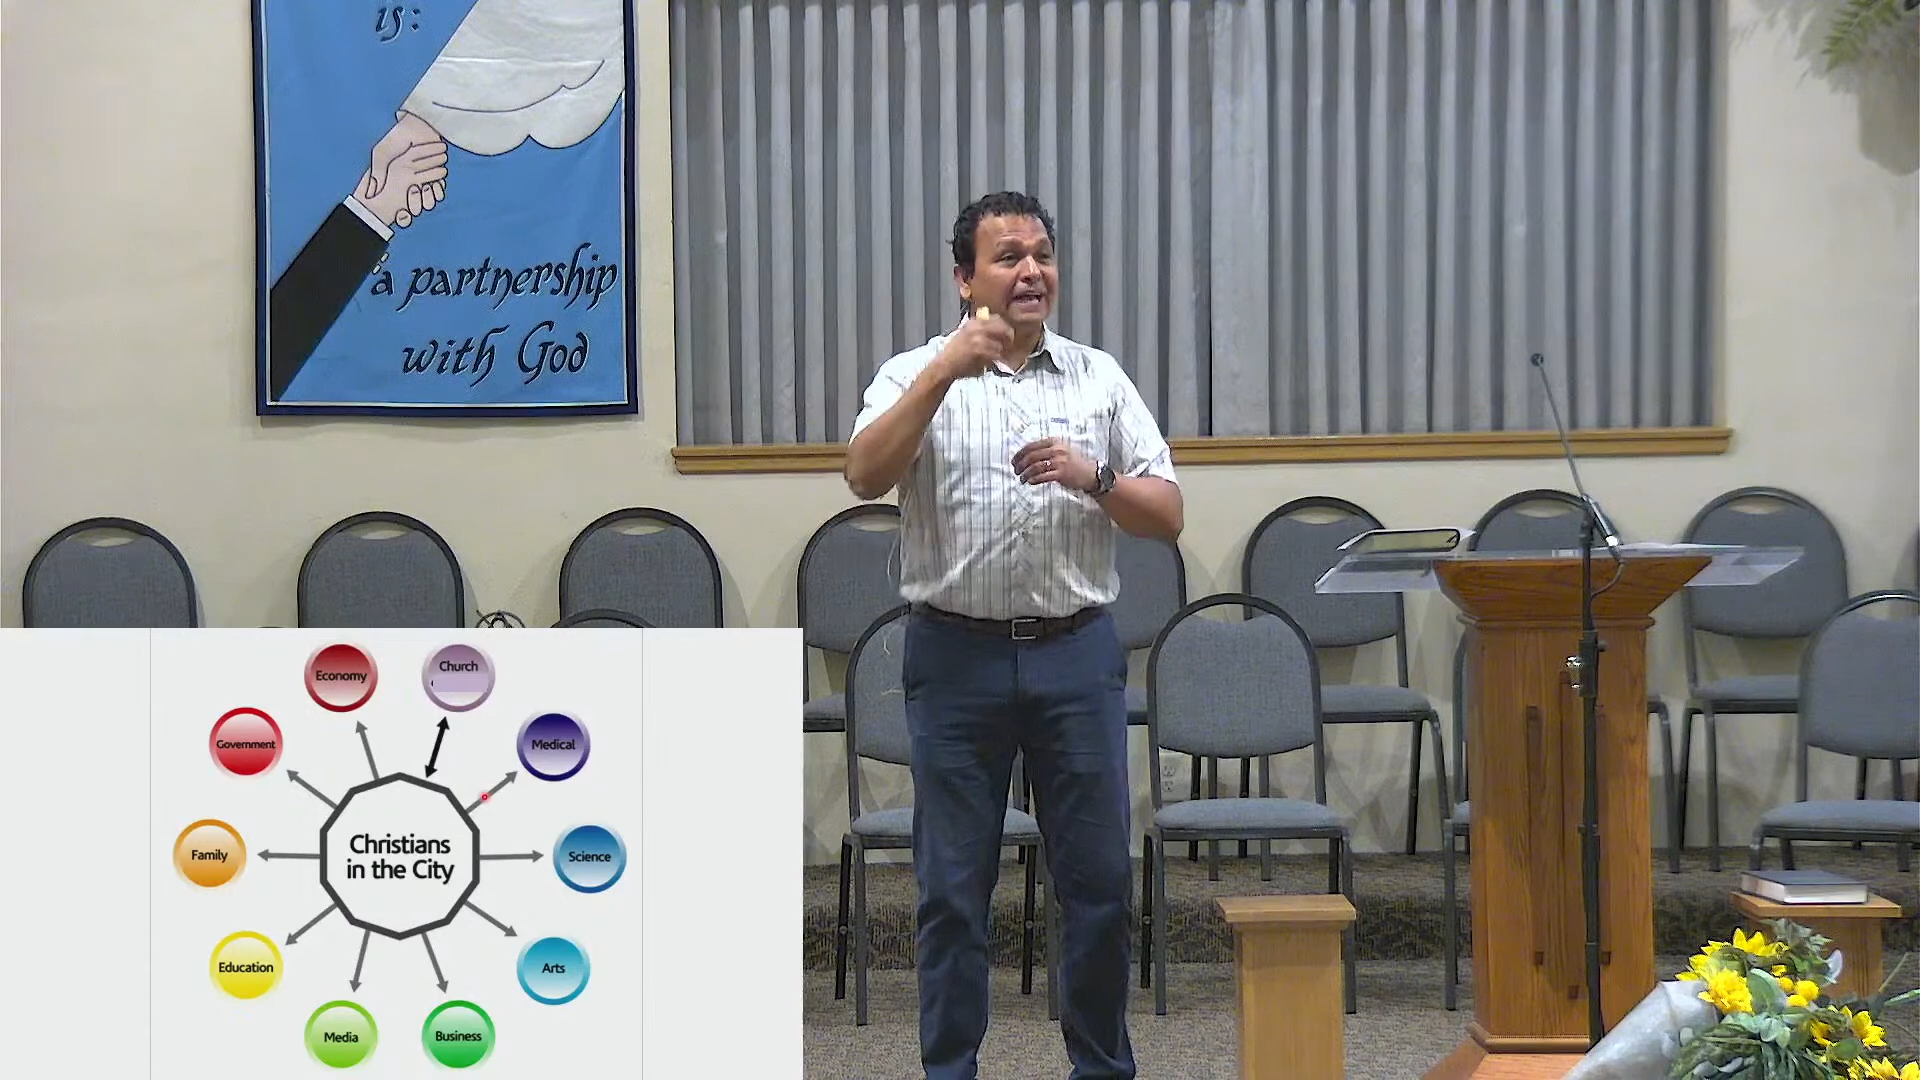 is:
a partnership
with God
Economy
Church
Government
Medical
Family
Christians
in the City
Science
Education
Arts
Media
Business